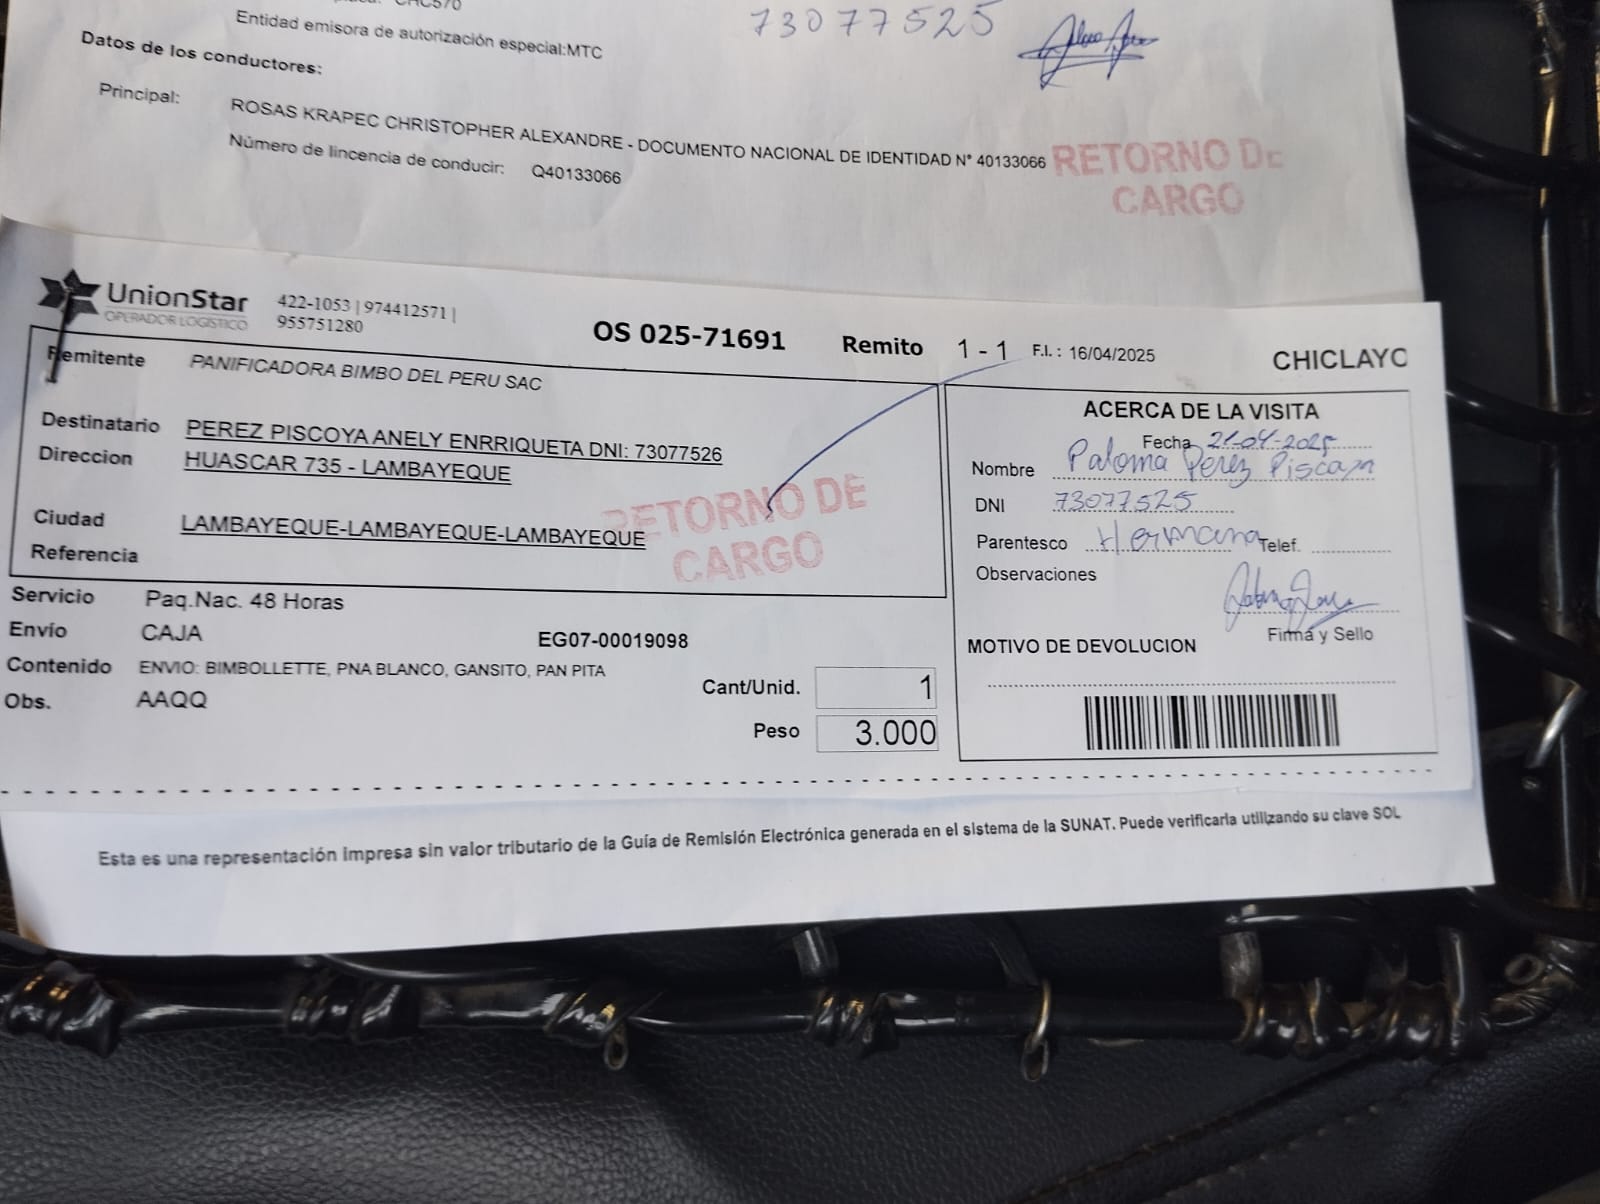 CHC570
Entidad emisora de autorización especial:MTC
73077525
Datos de los conductores:
Principal: ROSAS KRAPEC CHRISTOPHER ALEXANDRE - DOCUMENTO NACIONAL DE IDENTIDAD N° 40133066
Número de lincencia de conducir: Q40133066
RETORNO DE
CARGO
UnionStar
OPERADOR LOGÍSTICO
422-1053 | 974412571 |
955751280
OS 025-71691 Remito 1 - 1 F.I. : 16/04/2025 CHICLAYO
Remitente PANIFICADORA BIMBO DEL PERU SAC
Destinatario PEREZ PISCOYA ANELY ENRRIQUETA DNI: 73077526
Direccion HUASCAR 735 - LAMBAYEQUE
Ciudad LAMBAYEQUE-LAMBAYEQUE-LAMBAYEQUE
Referencia
RETORNO DE
CARGO
Servicio Paq.Nac. 48 Horas
Envío CAJA EG07-00019098
Contenido ENVIO: BIMBOLLETTE, PNA BLANCO, GANSITO, PAN PITA
Obs. AAQQ
Cant/Unid. 1
Peso 3.000
ACERCA DE LA VISITA
Fecha 21-04-2025
Nombre Paloma Perez Piscoya
DNI 73077525
Parentesco Hermana Telef.
Observaciones
Firma y Sello
MOTIVO DE DEVOLUCION
Esta es una representación impresa sin valor tributario de la Guía de Remisión Electrónica generada en el sistema de la SUNAT. Puede verificarla utilizando su clave SOL